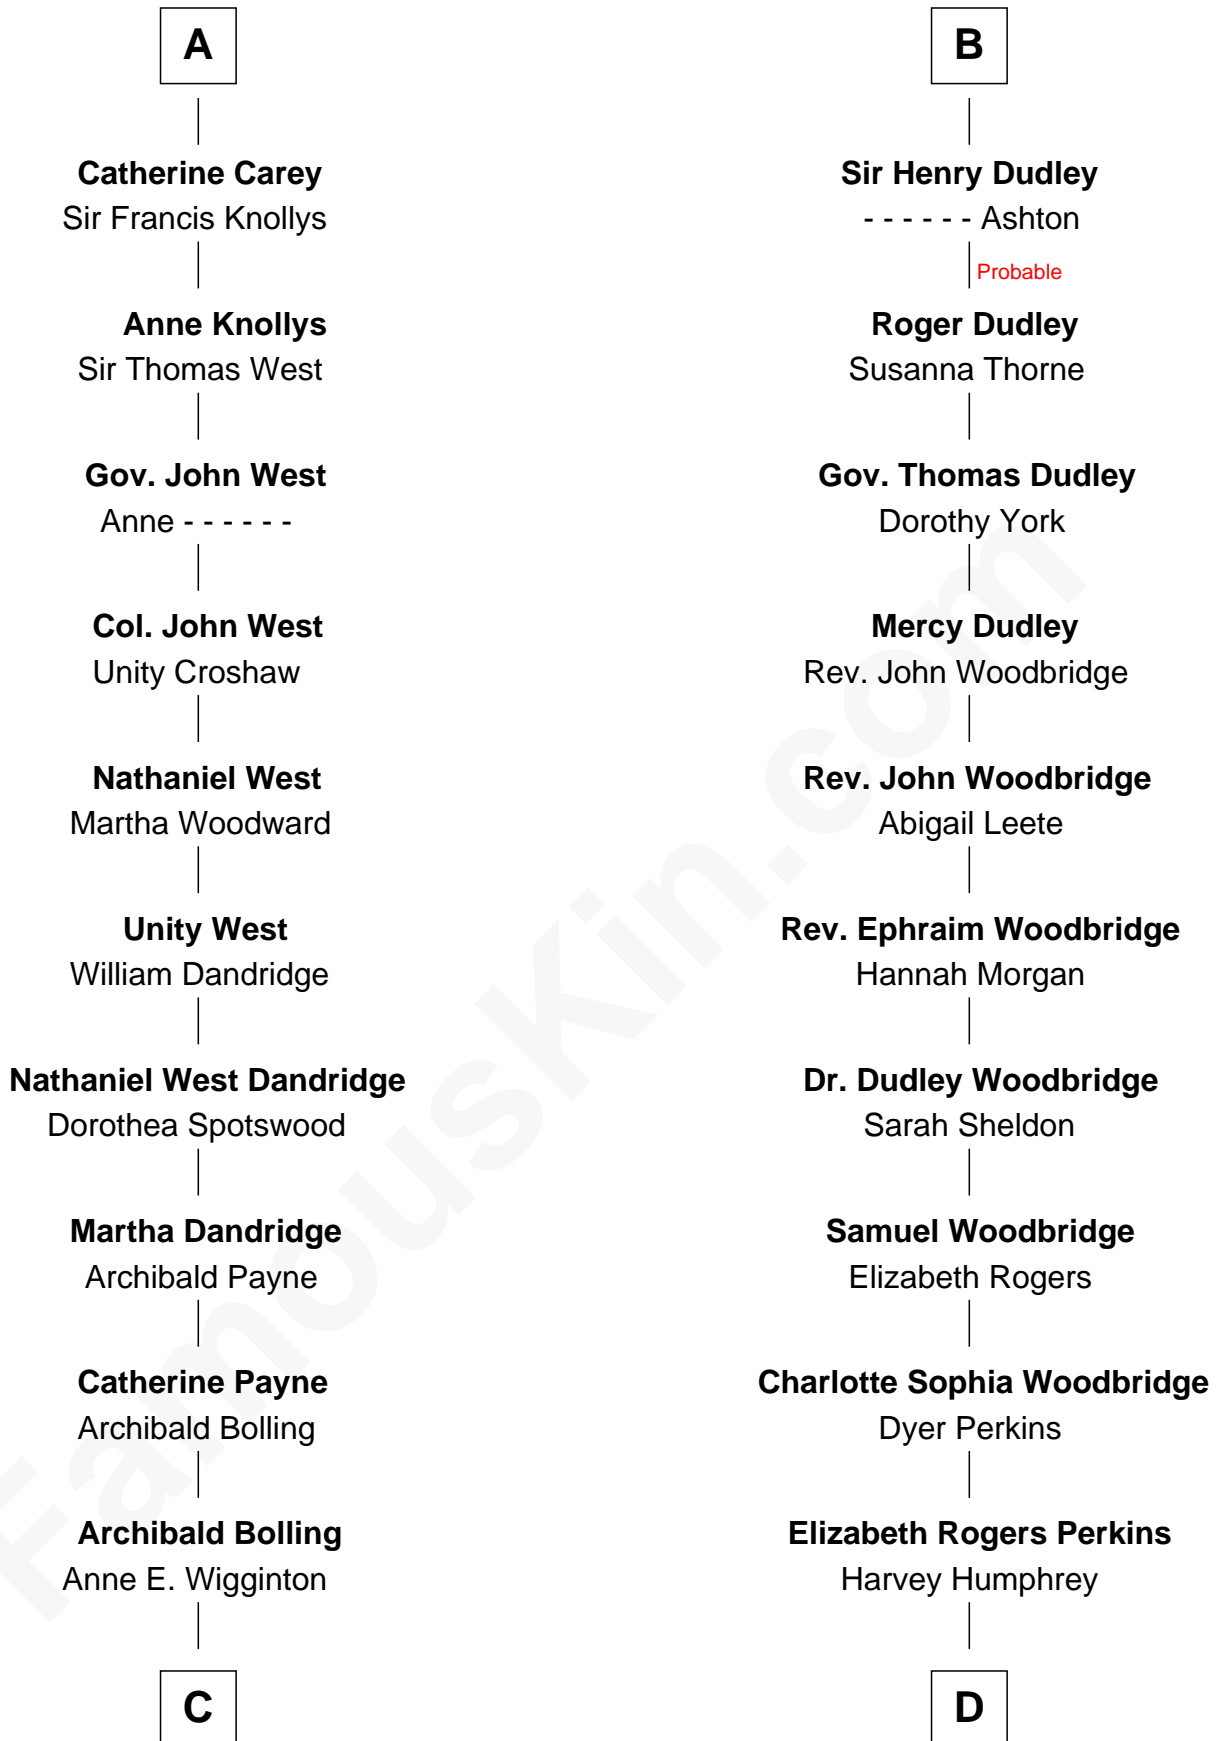 A
Catherine Carey
Sir Francis Knollys
Anne Knollys
Sir Thomas West
Gov. John West
Anne - - - - - -
Col. John West
Unity Croshaw
Nathaniel West
Martha Woodward
Unity West
William Dandridge
Nathaniel West Dandridge
Dorothea Spotswood
Martha Dandridge
Archibald Payne
Catherine Payne
Archibald Bolling
Archibald Bolling
Anne E. Wigginton
C
B
Sir Henry Dudley
- - - - - - Ashton
Probable
Roger Dudley
Susanna Thorne
Gov. Thomas Dudley
Dorothy York
Mercy Dudley
Rev. John Woodbridge
Rev. John Woodbridge
Abigail Leete
Rev. Ephraim Woodbridge
Hannah Morgan
Dr. Dudley Woodbridge
Sarah Sheldon
Samuel Woodbridge
Elizabeth Rogers
Charlotte Sophia Woodbridge
Dyer Perkins
Elizabeth Rogers Perkins
Harvey Humphrey
D
FamousKin.com